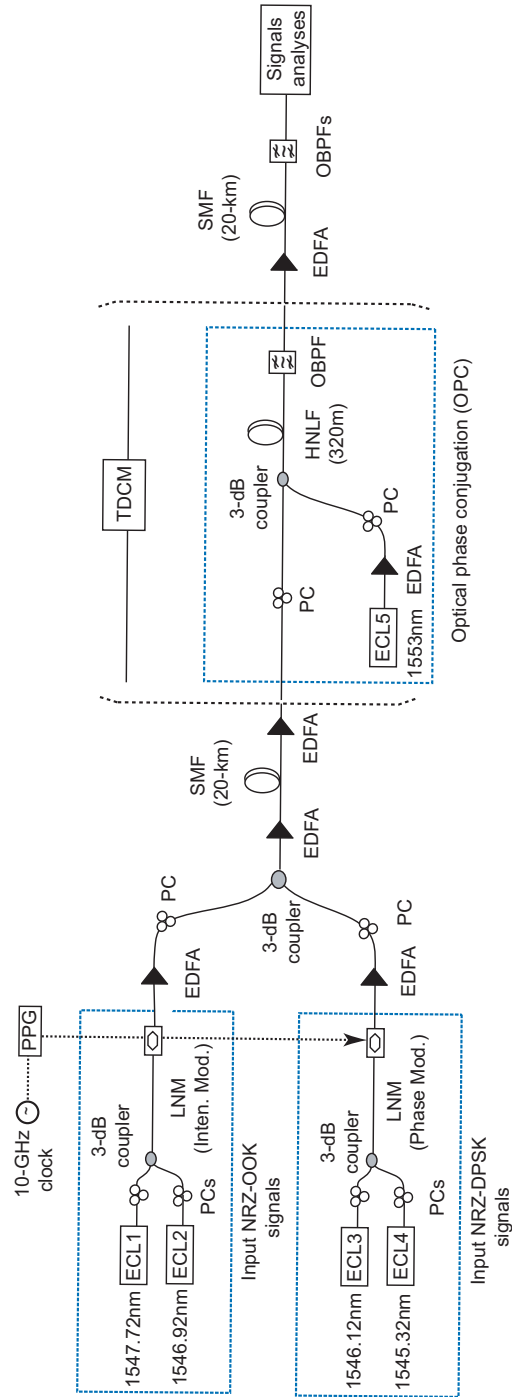 10-GHz
clock
PPG
1547.72nm
ECL1
1546.92nm
ECL2
3-dB
coupler
PCs
LNM
(Inten. Mod.)
Input NRZ-OOK
signals
1546.12nm
ECL3
1545.32nm
ECL4
3-dB
coupler
PCs
LNM
(Phase Mod.)
Input NRZ-DPSK
signals
EDFA
PC
EDFA
PC
3-dB
coupler
EDFA
SMF
(20-km)
EDFA
TDCM
PC
3-dB
coupler
ECL5
1553nm
EDFA
PC
HNLF
(320m)
OBPF
Optical phase conjugation (OPC)
EDFA
SMF
(20-km)
OBPFs
Signals
analyses